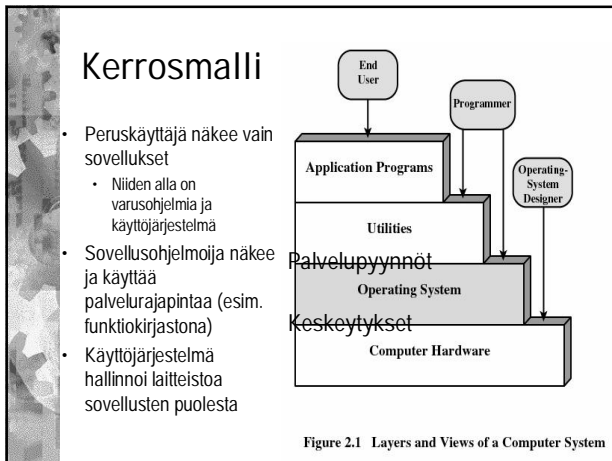 Kerrosmalli
• Peruskäyttäjä näkee vain
sovellukset
• Niiden alla on
varusohjelmia ja
käyttöjärjestelmä
• Sovellusohjelmoija näkee
ja käyttää
palvelurajapintaa (esim.
funktiokirjastona)
• Käyttöjärjestelmä
hallinnoi laitteistoa
sovellusten puolesta
End
User
Programmer
Operating-
System
Designer
Application Programs
Utilities
Palvelupyynnöt
Operating System
Keskeytykset
Computer Hardware
Figure 2.1 Layers and Views of a Computer System